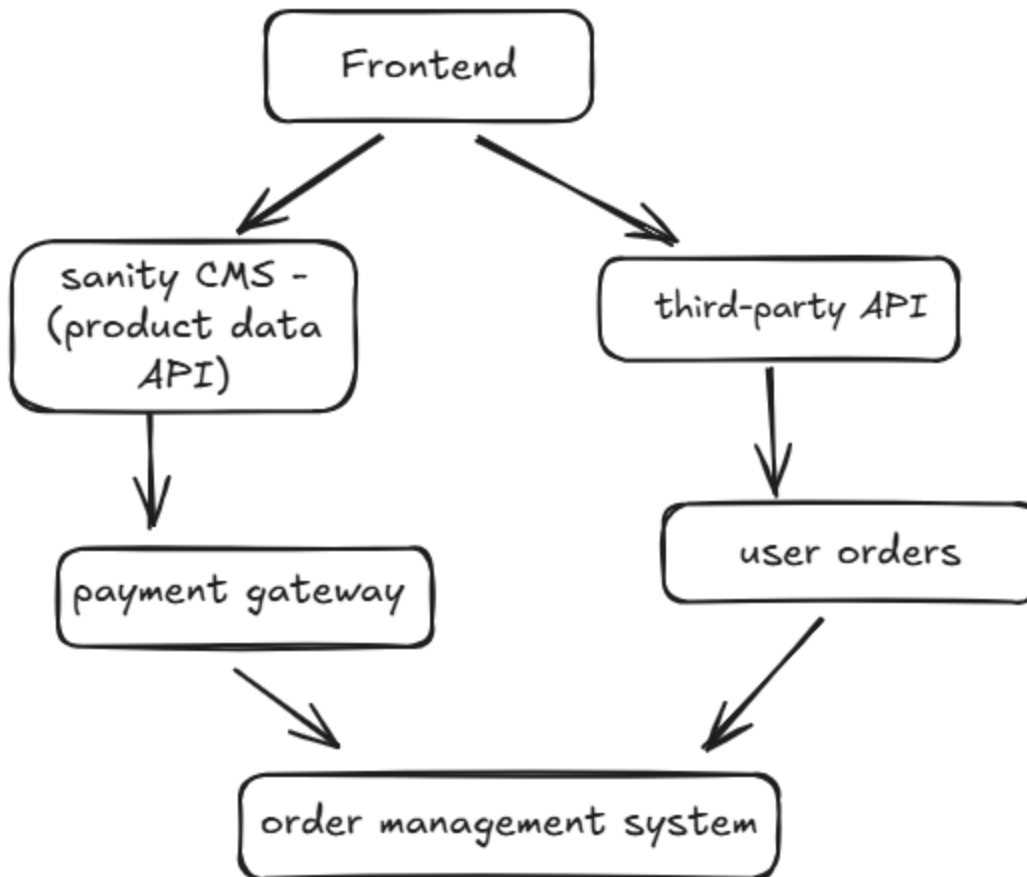 Frontend
sanity CMS -
(product data
API)
third-party API
payment gateway
user orders
order management system